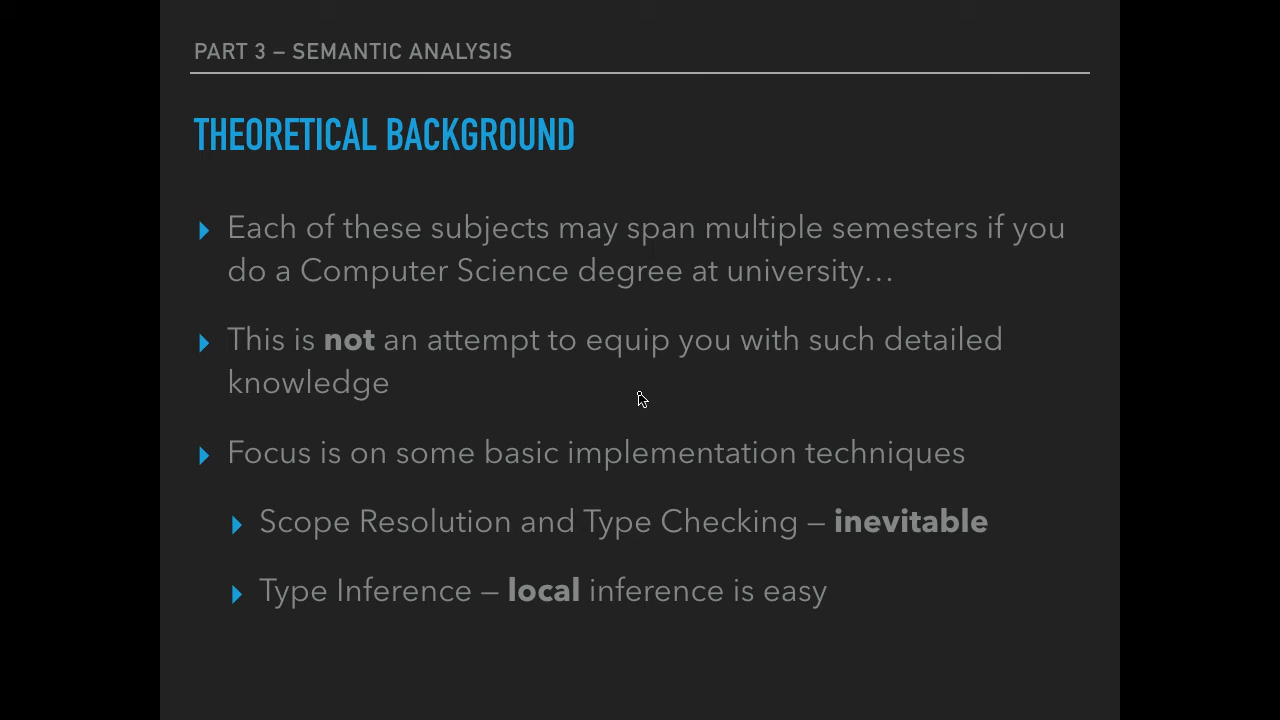 PART 3 – SEMANTIC ANALYSIS
THEORETICAL BACKGROUND
Each of these subjects may span multiple semesters if you
do a Computer Science degree at university…
This is not an attempt to equip you with such detailed
knowledge
Focus is on some basic implementation techniques
Scope Resolution and Type Checking – inevitable
Type Inference – local inference is easy